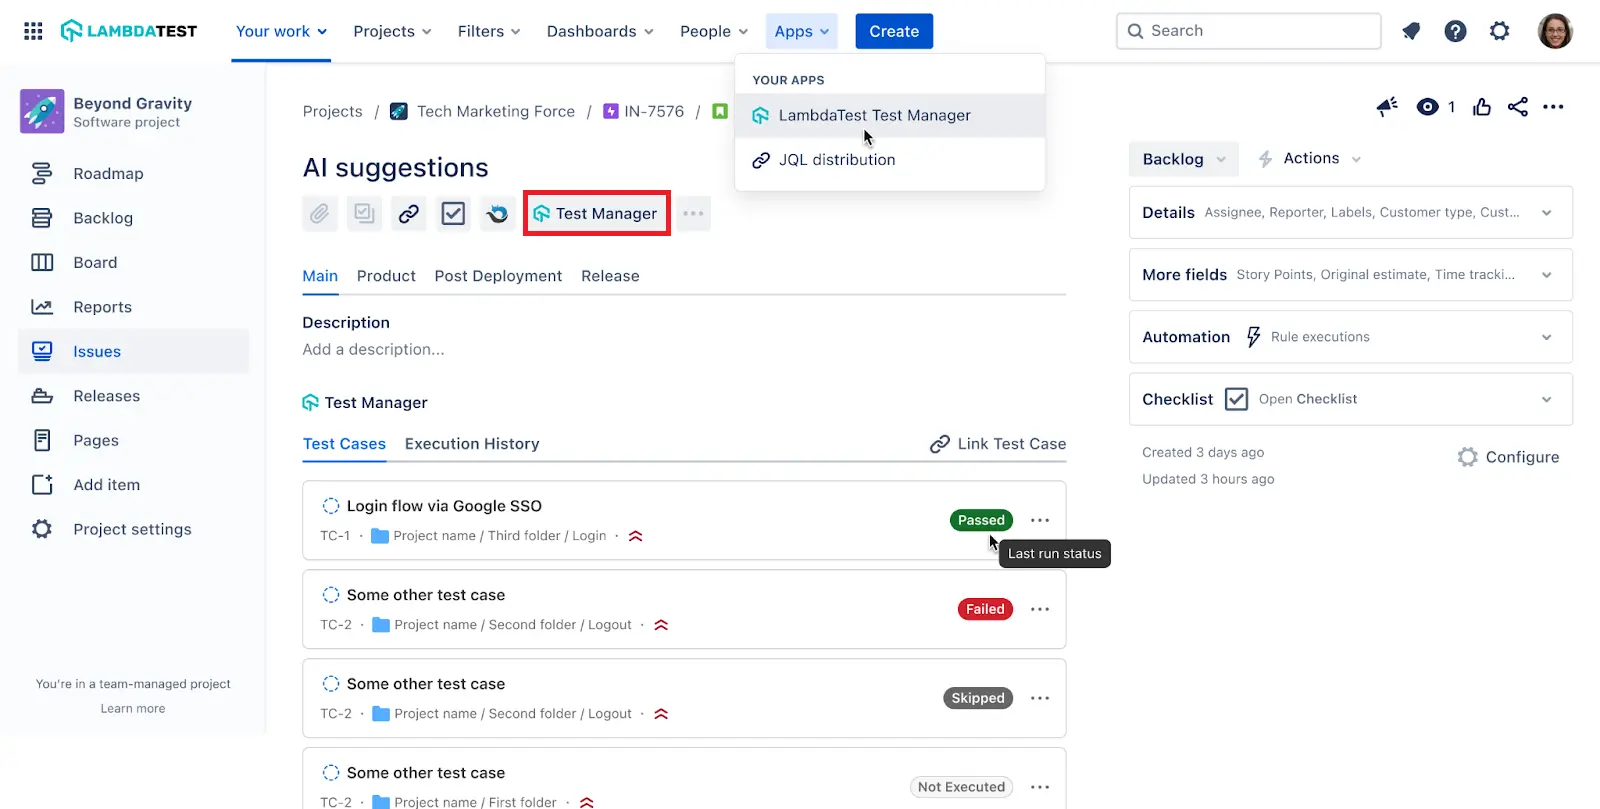 LAMBDATEST Your work Projects Filters Dashboards People Apps Create Search
YOUR APPS
LambdaTest Test Manager
JQL distribution
Beyond Gravity
Software project
Roadmap
Backlog
Board
Reports
Issues
Releases
Pages
Add item
Project settings
You're in a team-managed project
Learn more
Projects / Tech Marketing Force / IN-7576 /
1
AI suggestions
Test Manager
Main Product Post Deployment Release
Description
Add a description...
Test Manager
Test Cases Execution History Link Test Case
Login flow via Google SSO
TC-1 · Project name / Third folder / Login ·
Passed
Last run status
Some other test case
TC-2 · Project name / Second folder / Logout ·
Failed
Some other test case
TC-2 · Project name / Second folder / Logout ·
Skipped
Some other test case
TC-2 · Project name / First folder ·
Not Executed
Backlog Actions
Details Assignee, Reporter, Labels, Customer type, Cust...
More fields Story Points, Original estimate, Time tracki...
Automation Rule executions
Checklist Open Checklist
Created 3 days ago
Updated 3 hours ago
Configure